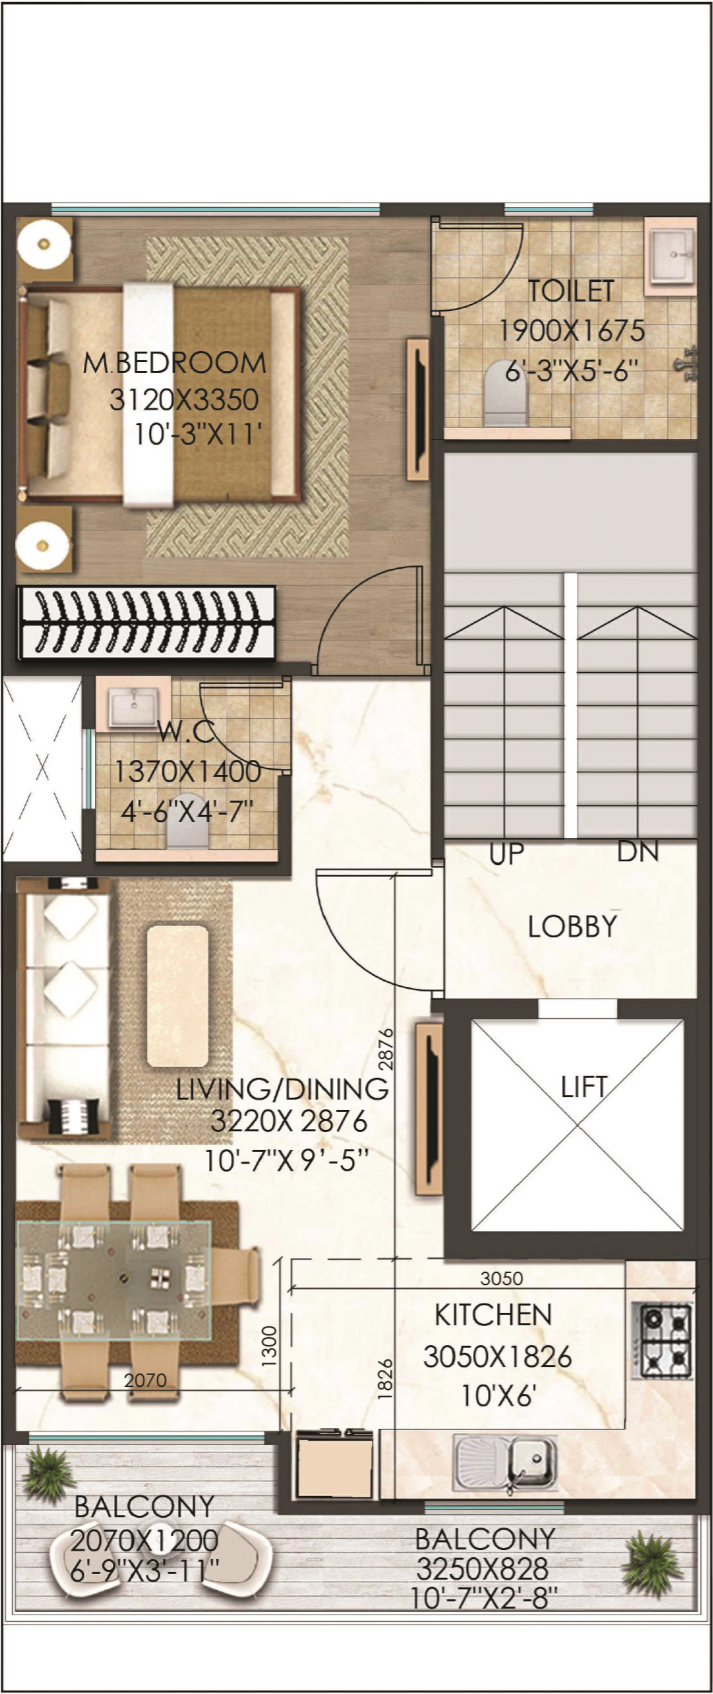 TOILET
1900X1675
6'-3"X5'-6"
M.BEDROOM
3120X3350
10'-3"X11'
W.C
1370X1400
4'-6"X4'-7"
UP
DN
LOBBY
2876
LIFT
LIVING/DINING
3220X 2876
10'-7"X 9'-5"
3050
KITCHEN
3050X1826
10'X6'
1300
1826
2070
BALCONY
2070X1200
6'-9"X3'-11"
BALCONY
3250X828
10'-7"X2'-8"